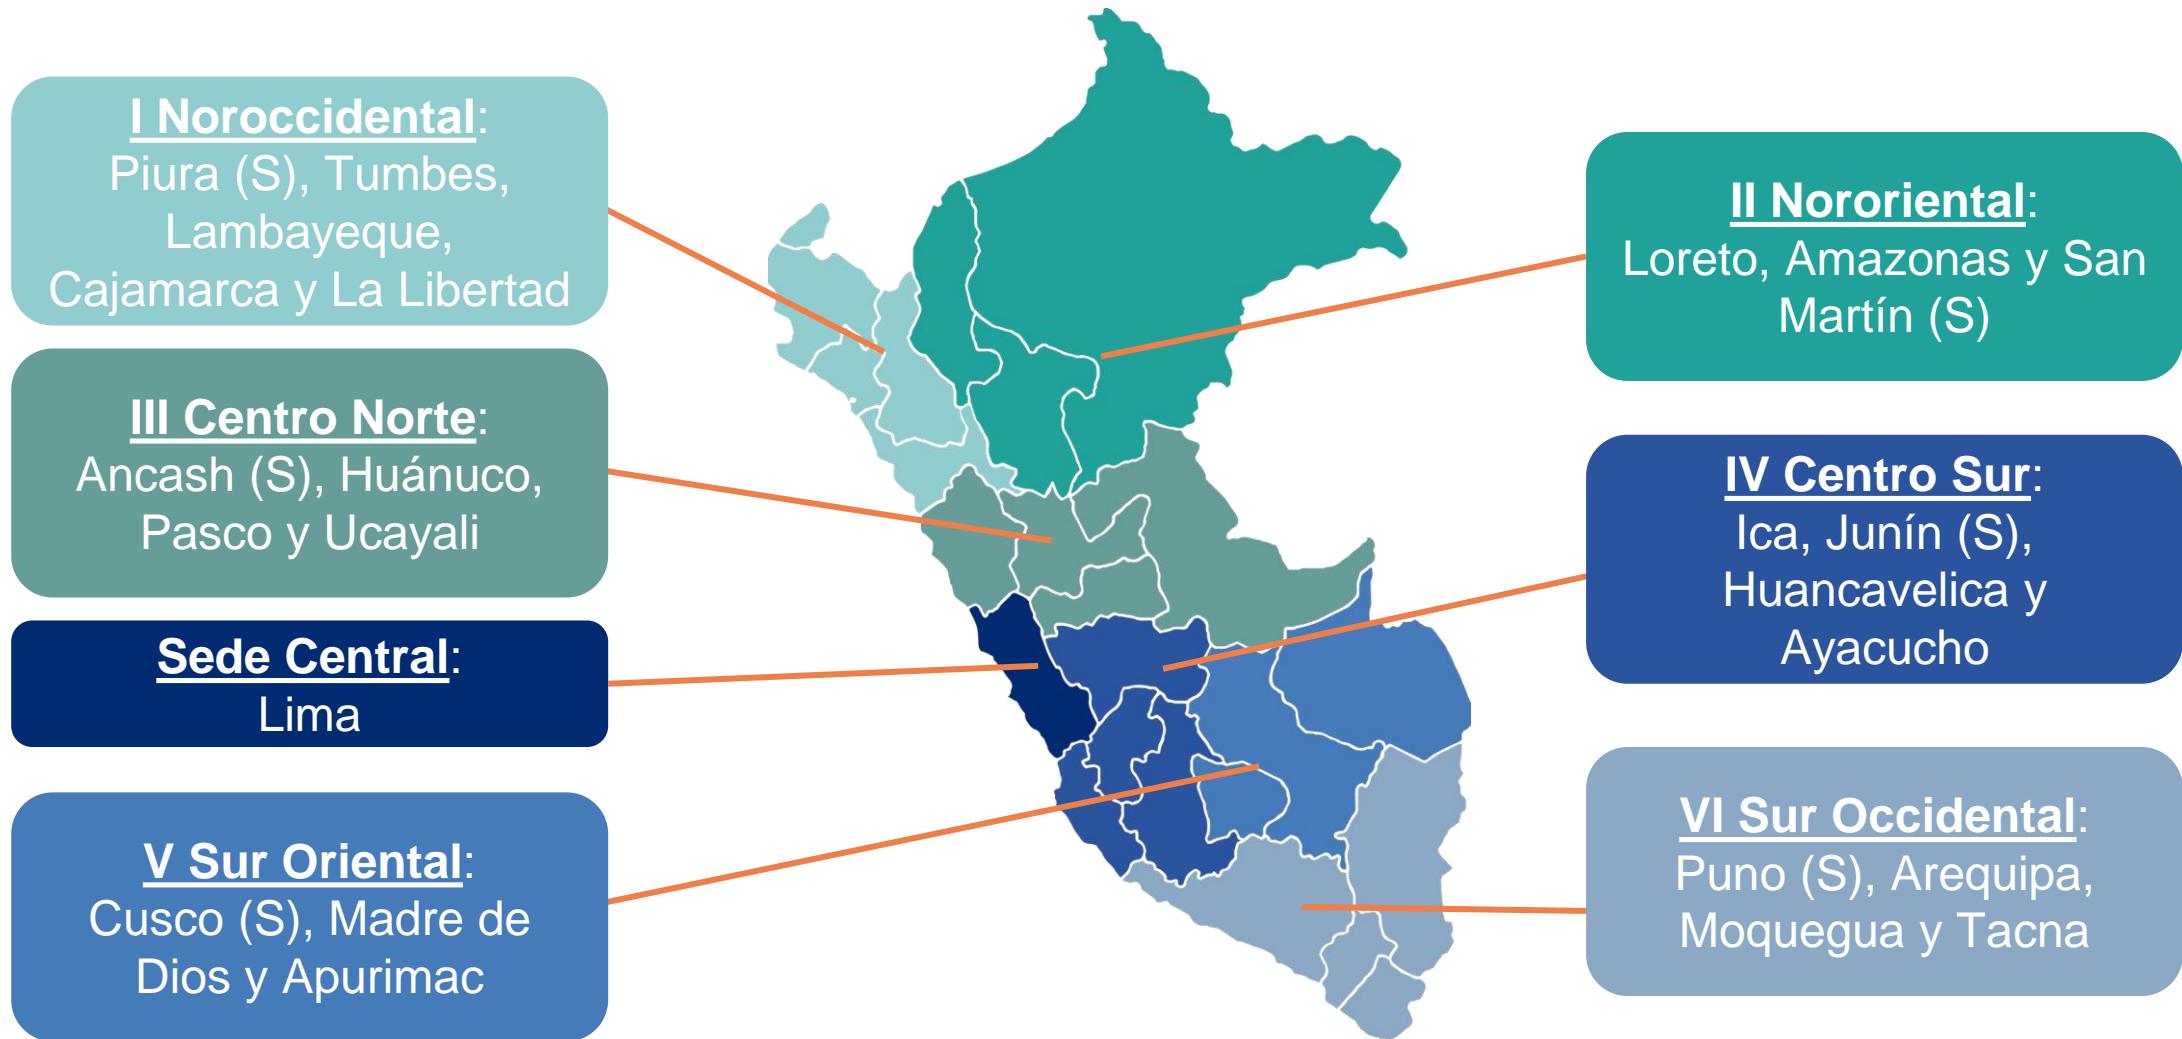 I Noroccidental:
Piura (S), Tumbes,
Lambayeque,
Cajamarca y La Libertad
II Nororiental:
Loreto, Amazonas y San
Martín (S)
III Centro Norte:
Ancash (S), Huánuco,
Pasco y Ucayali
IV Centro Sur:
Ica, Junín (S),
Huancavelica y
Ayacucho
Sede Central:
Lima
V Sur Oriental:
Cusco (S), Madre de
Dios y Apurimac
VI Sur Occidental:
Puno (S), Arequipa,
Moquegua y Tacna